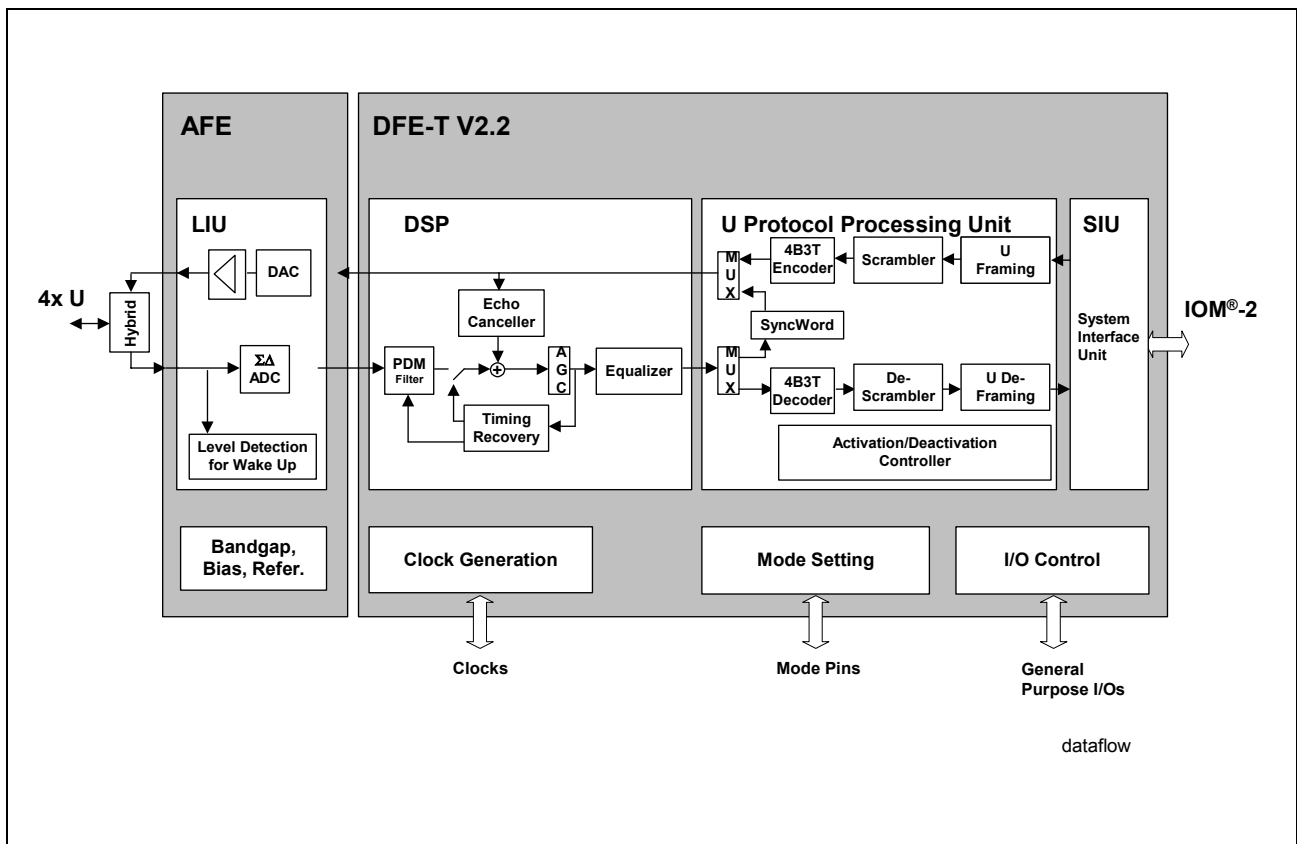 AFE
DFE-T V2.2
LIU
DSP
U Protocol Processing Unit
SIU
4x U
Hybrid
DAC
ΣΔ
ADC
Level Detection
for Wake Up
Echo
Canceller
PDM
Filter
+
A
G
C
Equalizer
Timing
Recovery
M
U
X
4B3T
Encoder
Scrambler
U
Framing
SyncWord
M
U
X
4B3T
Decoder
De-
Scrambler
U De-
Framing
Activation/Deactivation
Controller
System
Interface
Unit
IOM®-2
Bandgap,
Bias, Refer.
Clock Generation
Mode Setting
I/O Control
Clocks
Mode Pins
General
Purpose I/Os
dataflow